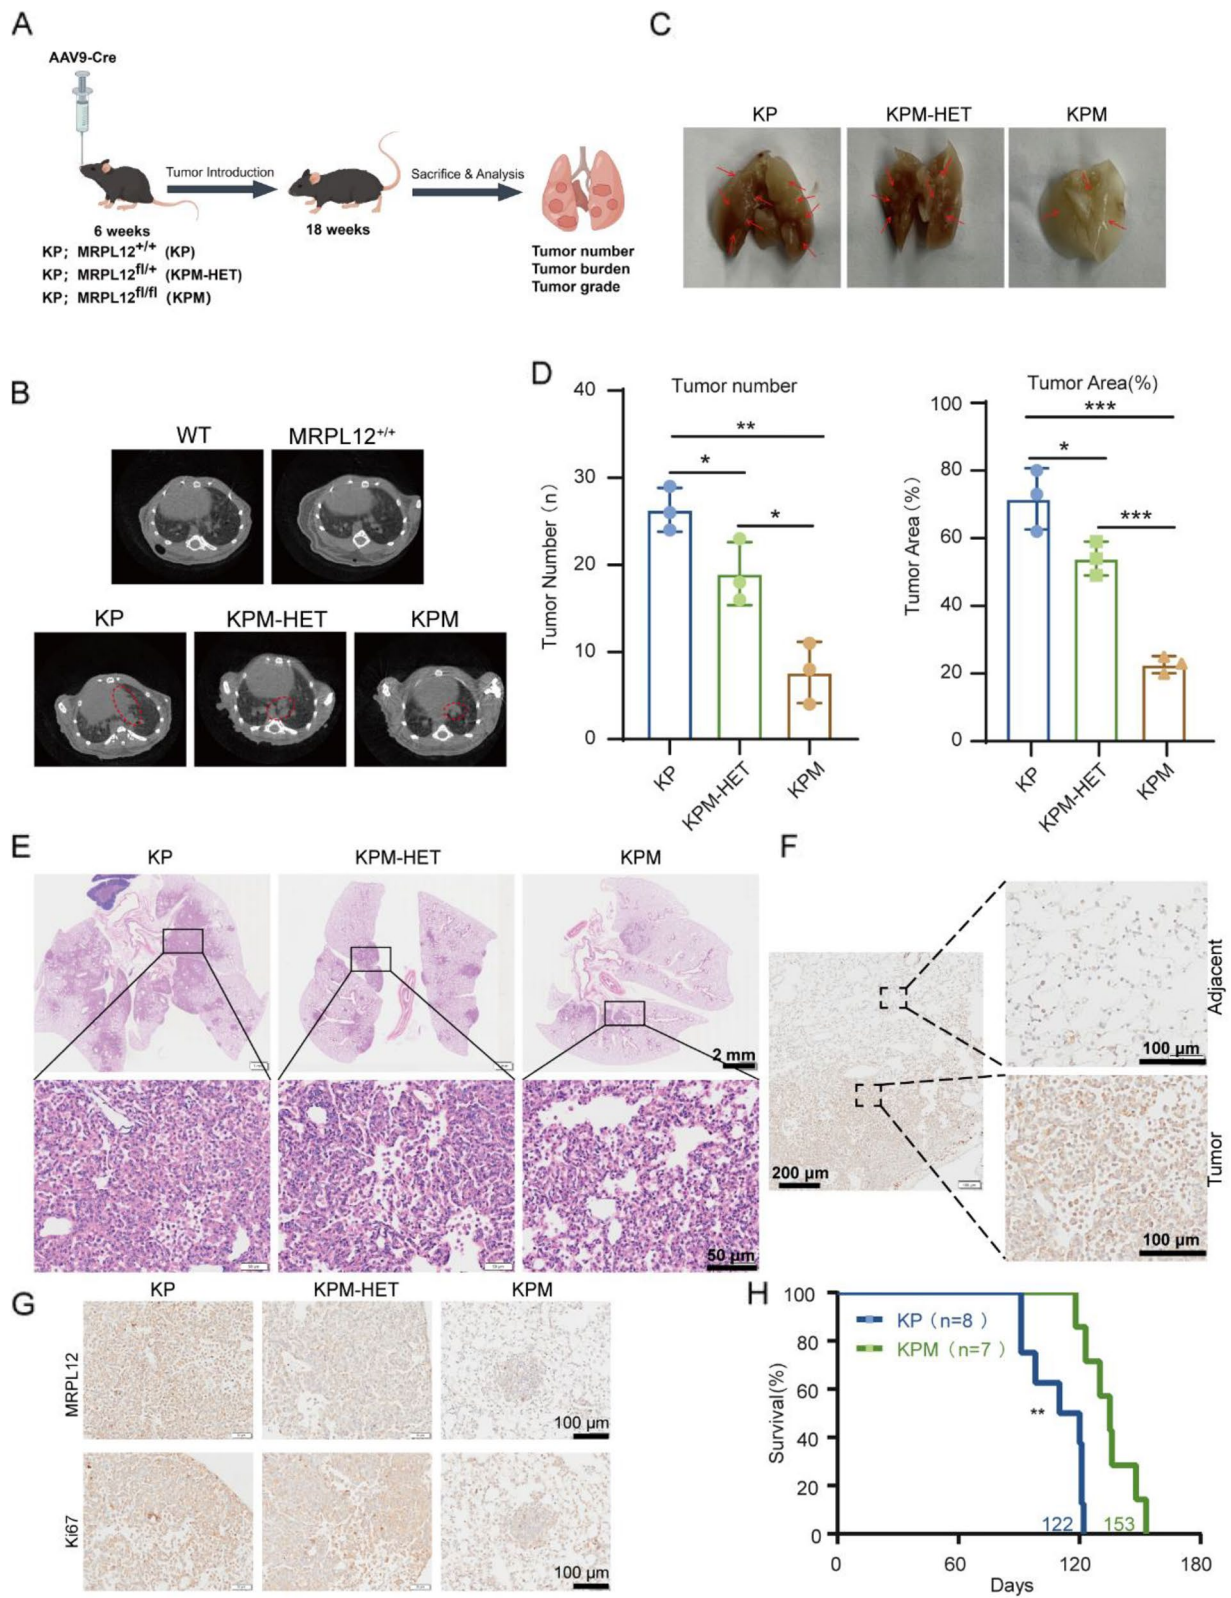 A
AAV9-Cre
Tumor Introduction
Sacrifice & Analysis
6 weeks
18 weeks
KP; MRPL12+/+ (KP)
KP; MRPL12fl/+ (KPM-HET)
KP; MRPL12fl/fl (KPM)
Tumor number
Tumor burden
Tumor grade
C
KP KPM-HET KPM
B
WT MRPL12+/+
KP KPM-HET KPM
D
Tumor number
Tumor Number (n)
40
30
20
10
0
**
*
*
KP KPM-HET KPM
Tumor Area(%)
Tumor Area (%)
100
80
60
40
20
0
***
*
***
KP KPM-HET KPM
E
KP KPM-HET KPM
2 mm
50 μm
F
200 μm
100 μm
Adjacent
100 μm
Tumor
G
KP KPM-HET KPM
MRPL12
100 μm
Ki67
100 μm
H
Survival(%)
100
80
60
40
20
0
KP (n=8 )
KPM (n=7 )
**
122 153
0 60 120 180
Days